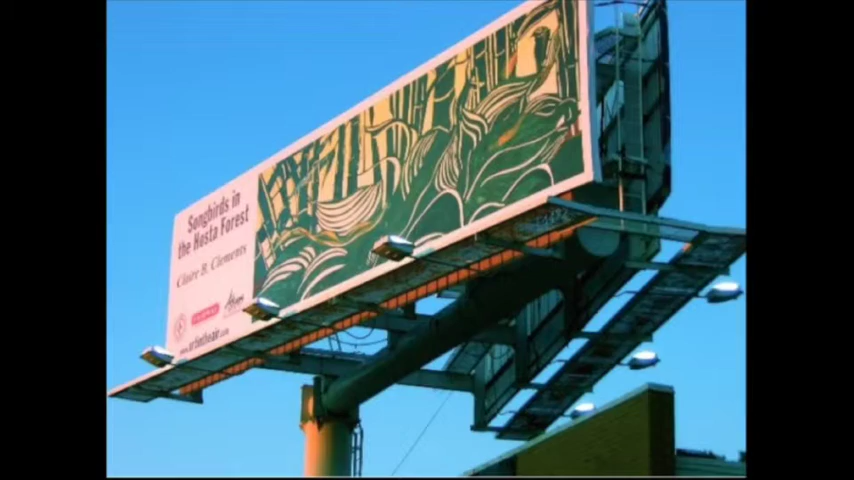 Songbirds in
the Hosta Forest
Claire B. Clements